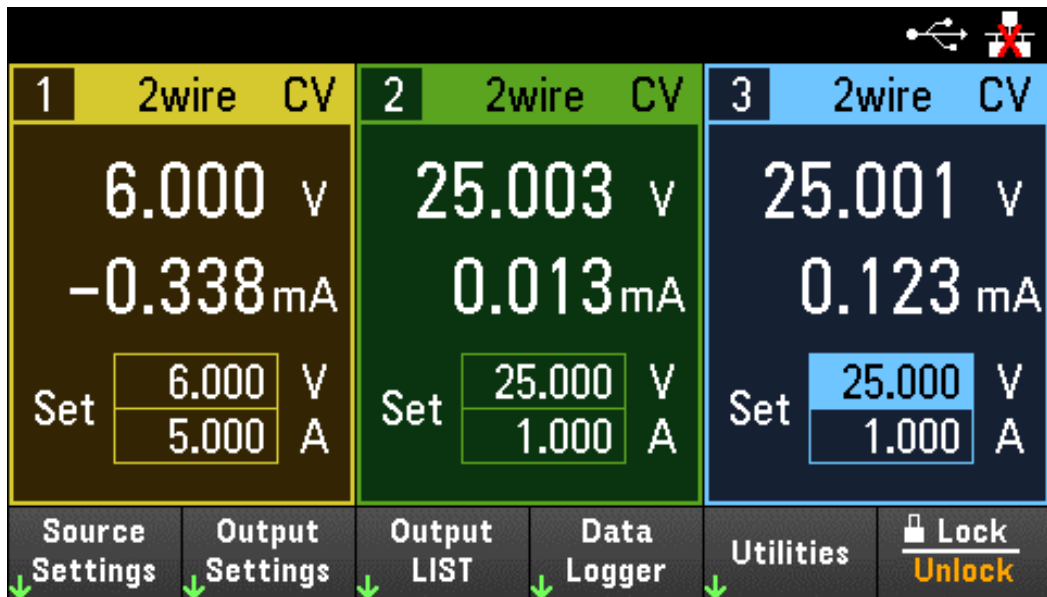 1 2wire CV 2 2wire CV 3 2wire CV
6.000 V 25.003 V 25.001 V
-0.338 mA 0.013 mA 0.123 mA
Set 6.000 V Set 25.000 V Set 25.000 V
5.000 A 1.000 A 1.000 A
Source Output Output Data Utilities Lock
Settings Settings LIST Logger Unlock